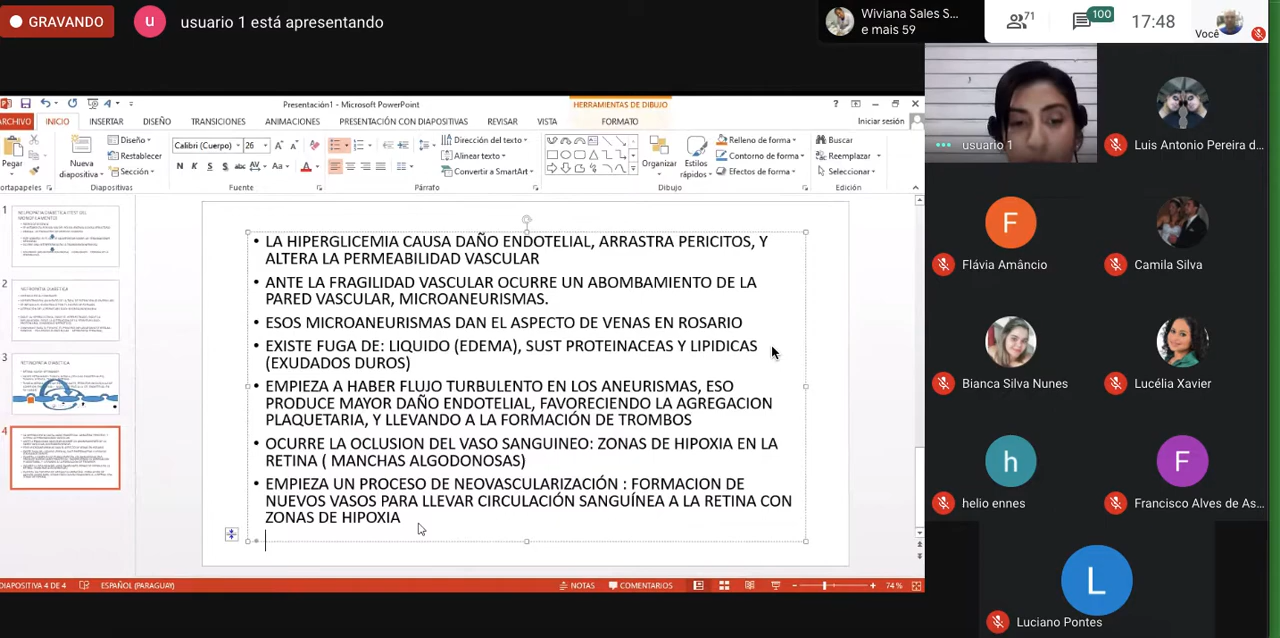 GRAVANDO
u
usuario 1 está apresentando
Wiviana Sales S...
e mais 59
71
100
17:48
Você
Presentación1 - Microsoft PowerPoint
HERRAMIENTAS DE DIBUJO
Iniciar sesión
ARCHIVO
INICIO
INSERTAR
DISEÑO
TRANSICIONES
ANIMACIONES
PRESENTACIÓN CON DIAPOSITIVAS
REVISAR
VISTA
FORMATO
Pegar
Nueva
diapositiva
Diseño
Restablecer
Sección
Calibri (Cuerpo)
26
N K S
Aa
A
Dirección del texto
Alinear texto
Convertir a SmartArt
Organizar
Estilos
rápidos
Relleno de forma
Contorno de forma
Efectos de forma
Buscar
Reemplazar
Seleccionar
Portapapeles
Diapositivas
Fuente
Párrafo
Dibujo
Edición
1
2
3
4
• LA HIPERGLICEMIA CAUSA DAÑO ENDOTELIAL, ARRASTRA PERICITOS, Y
ALTERA LA PERMEABILIDAD VASCULAR
• ANTE LA FRAGILIDAD VASCULAR OCURRE UN ABOMBAMIENTO DE LA
PARED VASCULAR, MICROANEURISMAS.
• ESOS MICROANEURISMAS DAN EL ASPECTO DE VENAS EN ROSARIO
• EXISTE FUGA DE: LIQUIDO (EDEMA), SUST PROTEINACEAS Y LIPIDICAS
(EXUDADOS DUROS)
• EMPIEZA A HABER FLUJO TURBULENTO EN LOS ANEURISMAS, ESO
PRODUCE MAYOR DAÑO ENDOTELIAL, FAVORECIENDO LA AGREGACION
PLAQUETARIA, Y LLEVANDO A LA FORMACIÓN DE TROMBOS
• OCURRE LA OCLUSION DEL VASO SANGUINEO: ZONAS DE HIPOXIA EN LA
RETINA ( MANCHAS ALGODONOSAS)
• EMPIEZA UN PROCESO DE NEOVASCULARIZACIÓN : FORMACION DE
NUEVOS VASOS PARA LLEVAR CIRCULACIÓN SANGUÍNEA A LA RETINA CON
ZONAS DE HIPOXIA
DIAPOSITIVA 4 DE 4
ESPAÑOL (PARAGUAY)
NOTAS
COMENTARIOS
74 %
usuario 1
Luis Antonio Pereira d...
F
Flávia Amâncio
Camila Silva
Bianca Silva Nunes
Lucélia Xavier
h
helio ennes
F
Francisco Alves de As...
L
Luciano Pontes